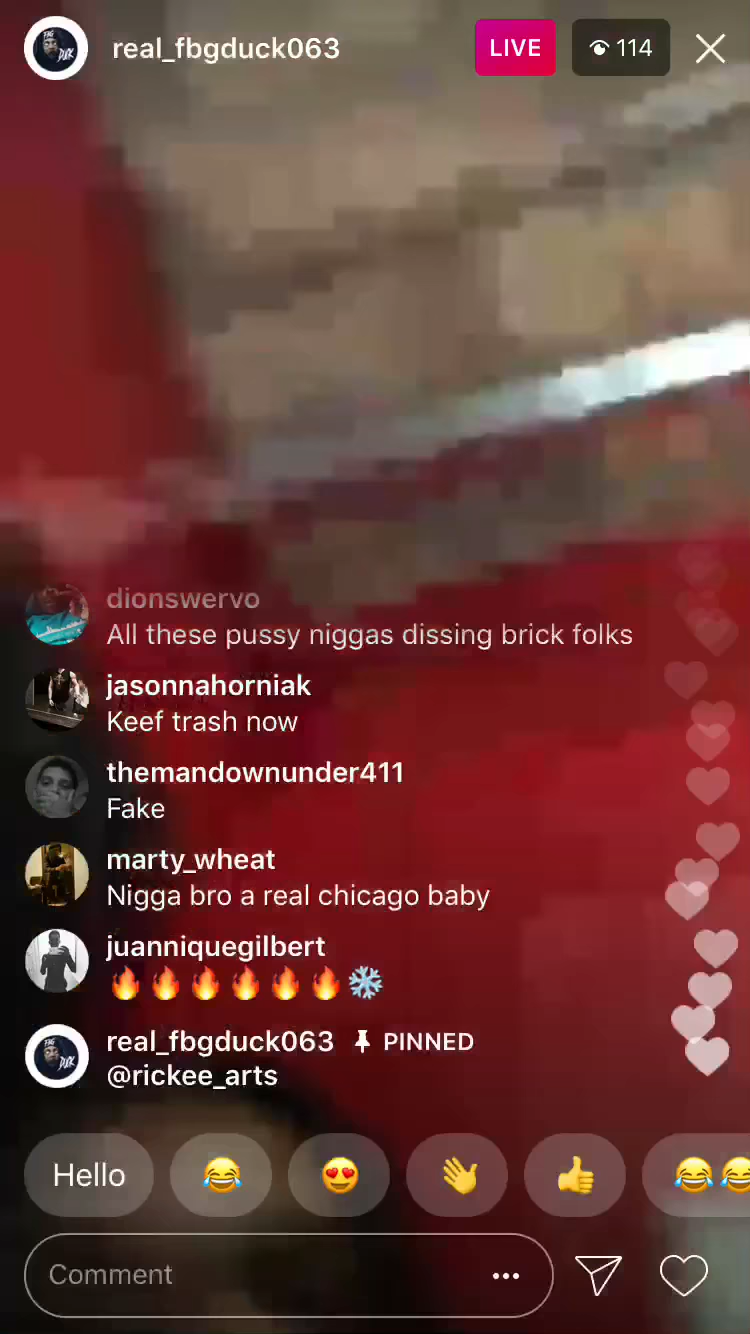 real_fbgduck063
LIVE
114
dionswervo
All these pussy niggas dissing brick folks
jasonnahorniak
Keef trash now
themandownunder411
Fake
marty_wheat
Nigga bro a real chicago baby
juanniquegilbert
🔥🔥🔥🔥🔥🔥❄️
real_fbgduck063 📌 PINNED
@rickee_arts
Hello 😂 😍 👋 👍 😂😂
Comment